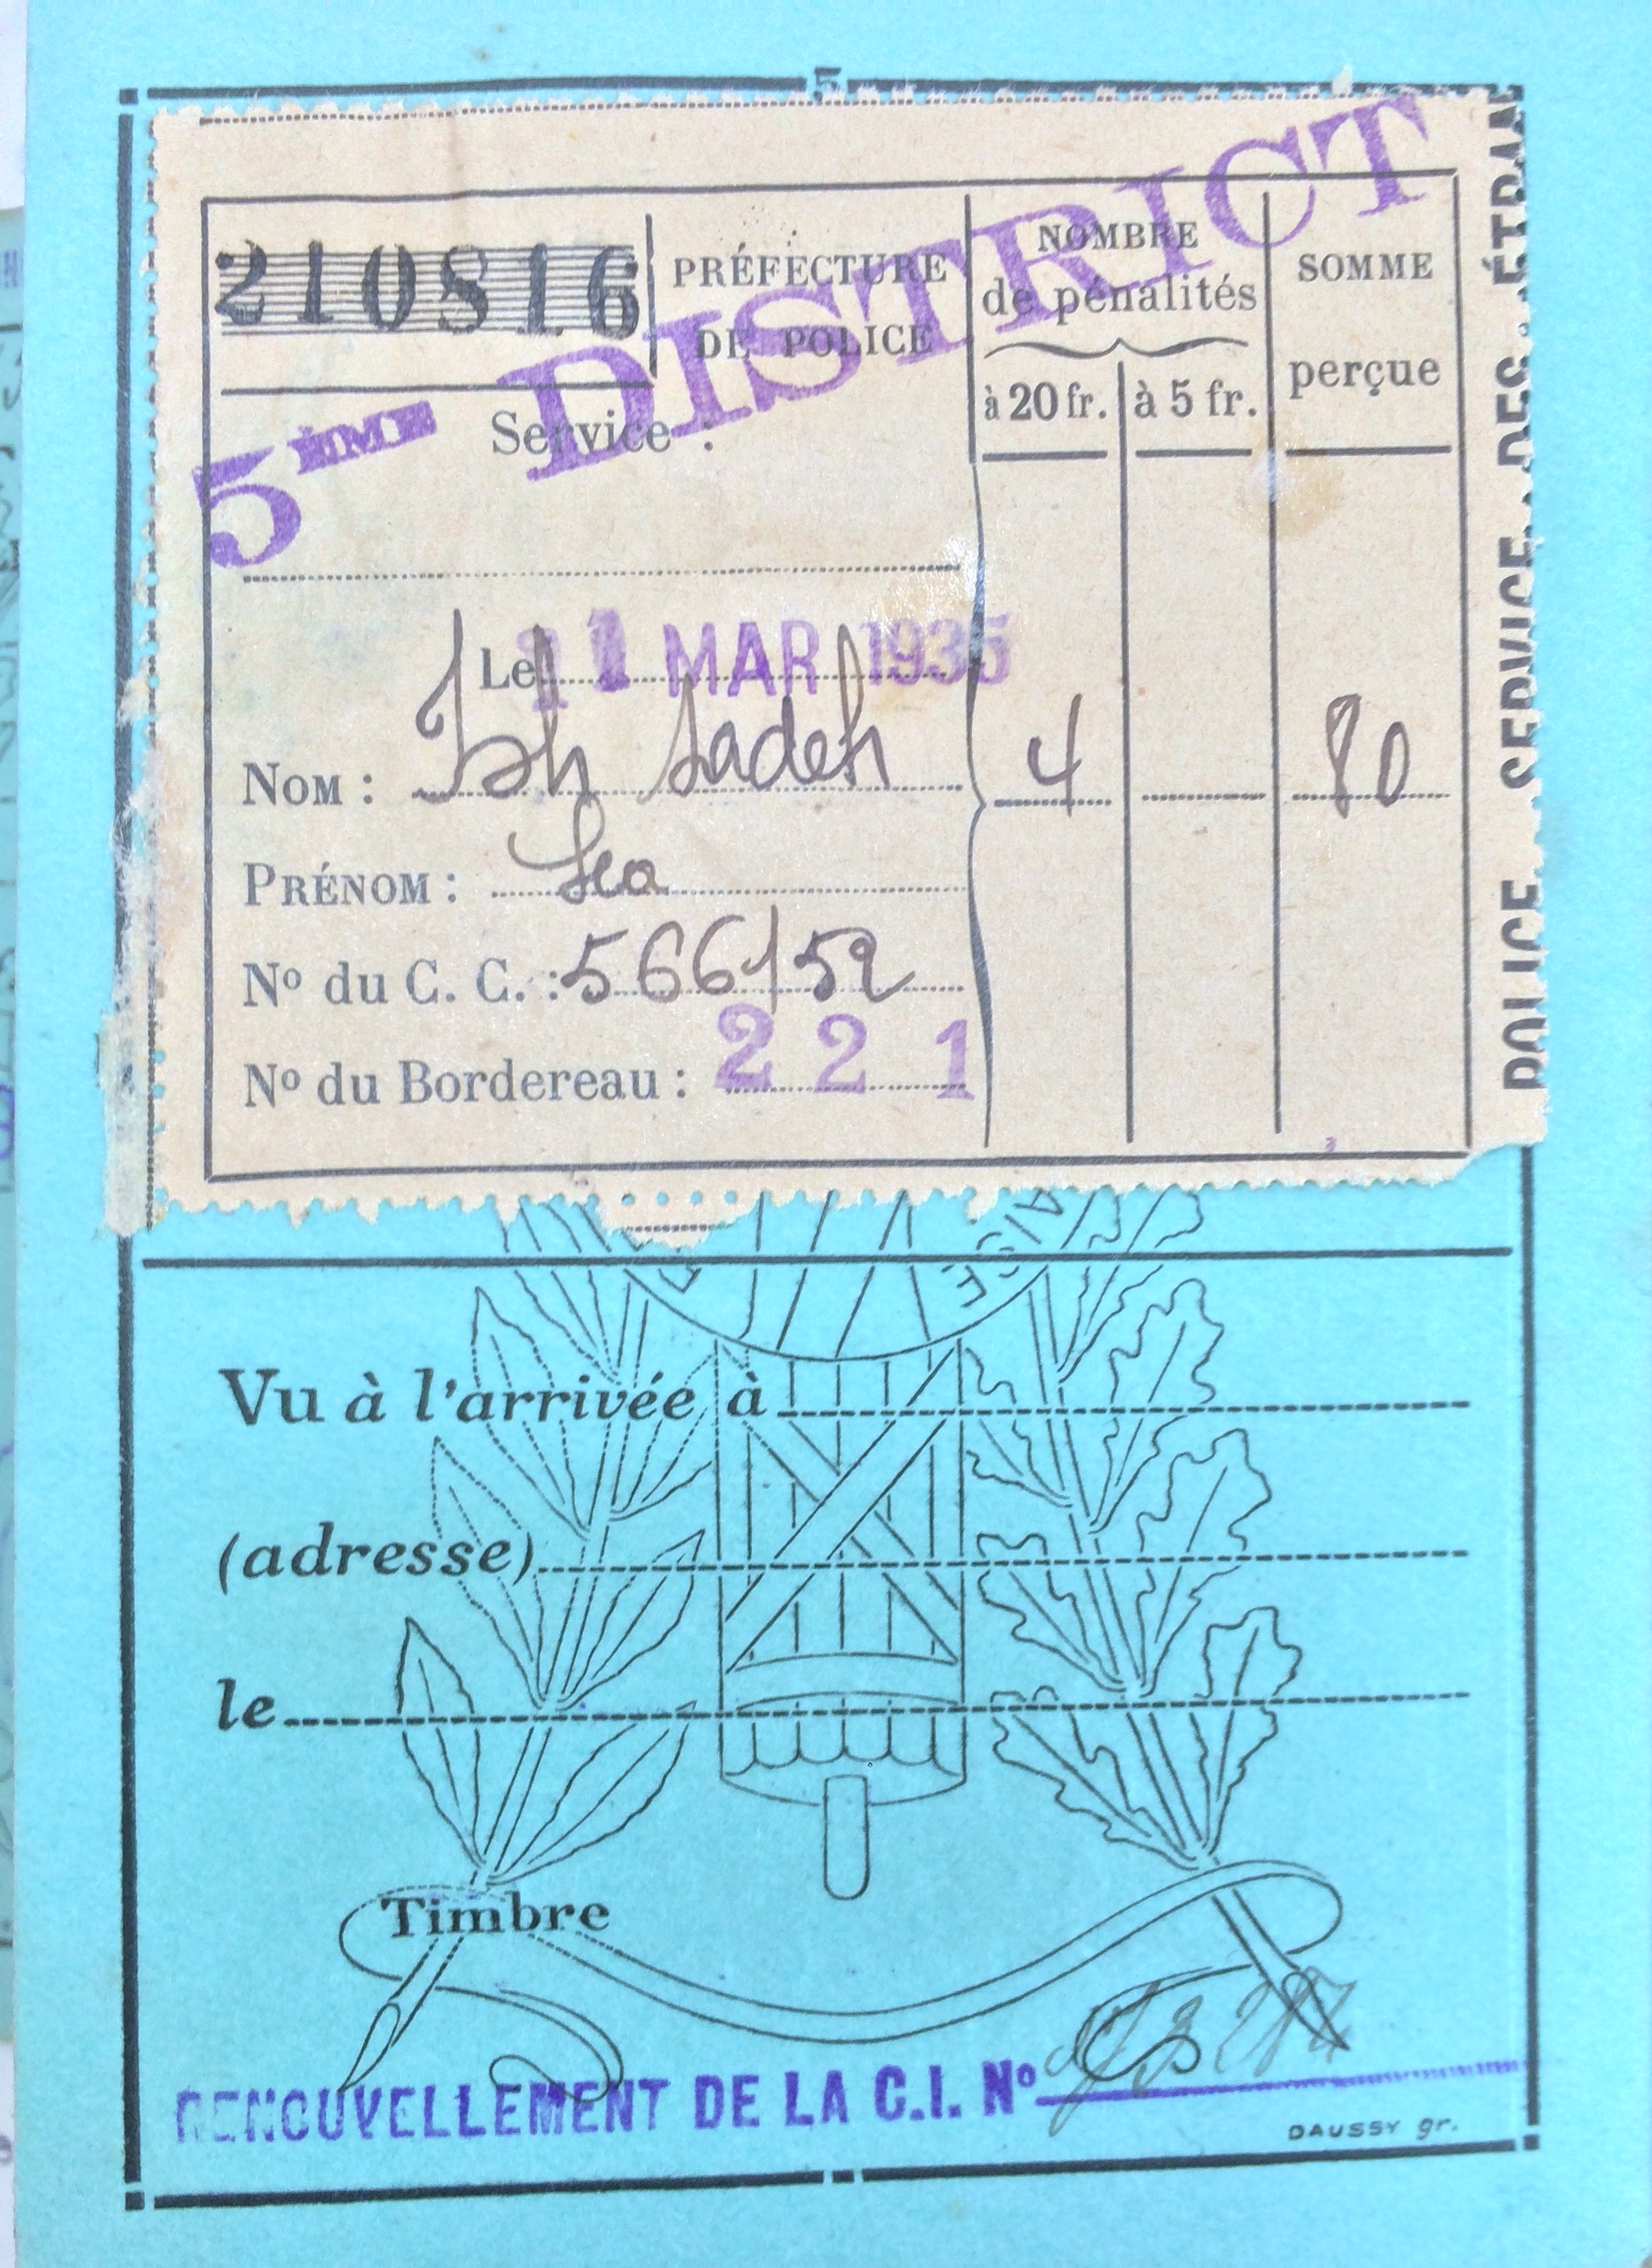 5
5ÈME DISTRICT
210816
PRÉFECTURE
DE POLICE
NOMBRE
de pénalités
à 20 fr.
à 5 fr.
SOMME
perçue
Service :
Le 11 MAR 1935
NOM : Ish Sadeh
4
80
PRÉNOM : Lea
Nº du C. C. : 566152
Nº du Bordereau : 221
POLICE . SERVICE . DES . ÉTRAN
AISE
Vu à l'arrivée à
(adresse)
le
Timbre
RENOUVELLEMENT DE LA C.I. Nº
DAUSSY gr.